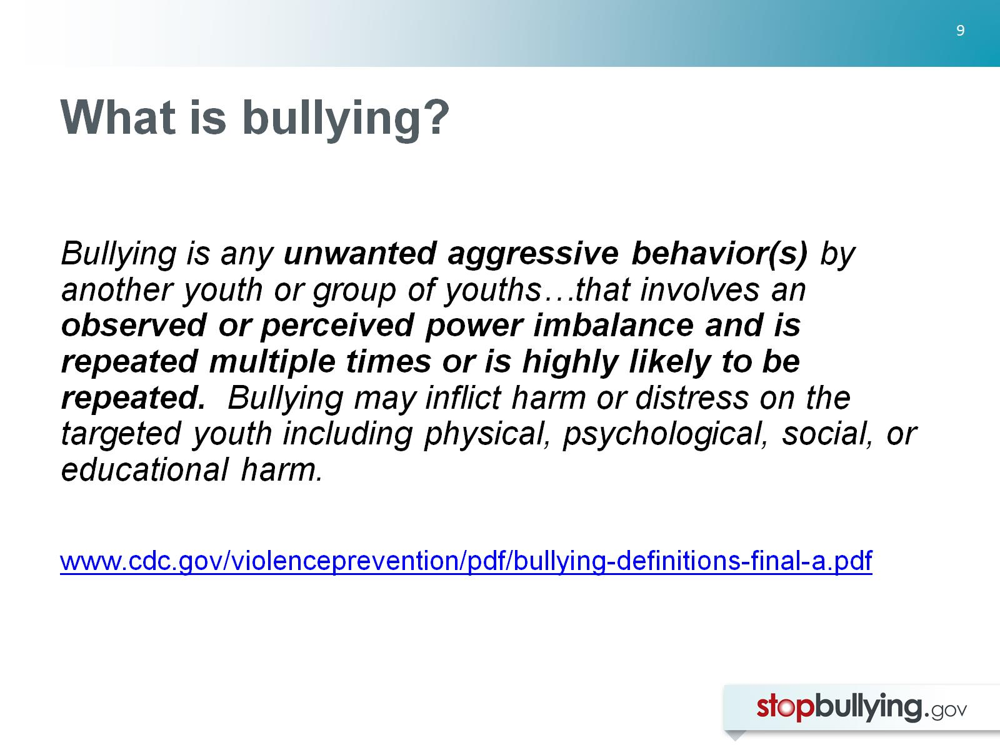 9
What is bullying?
Bullying is any unwanted aggressive behavior(s) by
another youth or group of youths…that involves an
observed or perceived power imbalance and is
repeated multiple times or is highly likely to be
repeated.  Bullying may inflict harm or distress on the
targeted youth including physical, psychological, social, or
educational harm.
www.cdc.gov/violenceprevention/pdf/bullying-definitions-final-a.pdf
stopbullying.gov